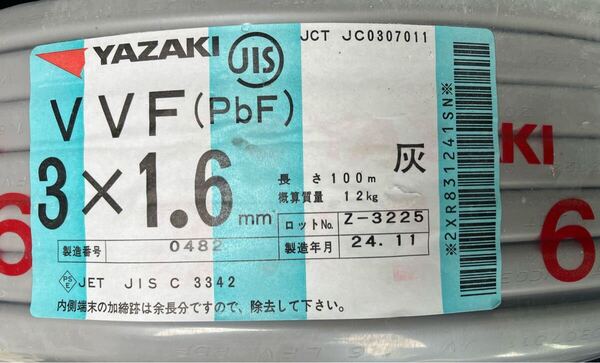 YAZAKI
JIS
JCT JC0307011
VVF(PbF)
3×1.6mm
灰
長さ100m
概算質量 12kg
ロットNo. Z-3225
製造番号 0482
製造年月 24.11
PSE JET JIS C 3342
内側端末の加締跡は余長分ですので、除去して下さい。
※2XR831241SN※
AKI
6
6